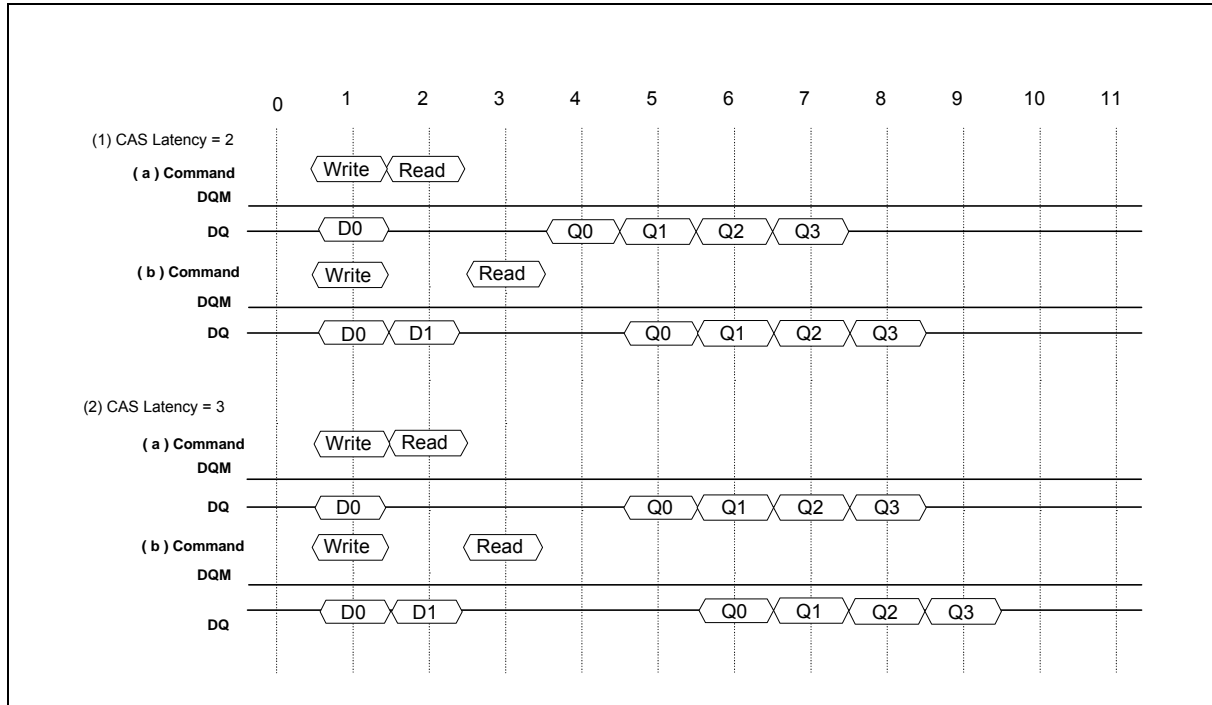 0 1 2 3 4 5 6 7 8 9 10 11
(1) CAS Latency = 2
( a ) Command Write Read
DQM
DQ D0 Q0 Q1 Q2 Q3
( b ) Command Write Read
DQM
DQ D0 D1 Q0 Q1 Q2 Q3
(2) CAS Latency = 3
( a ) Command Write Read
DQM
DQ D0 Q0 Q1 Q2 Q3
( b ) Command Write Read
DQM
DQ D0 D1 Q0 Q1 Q2 Q3